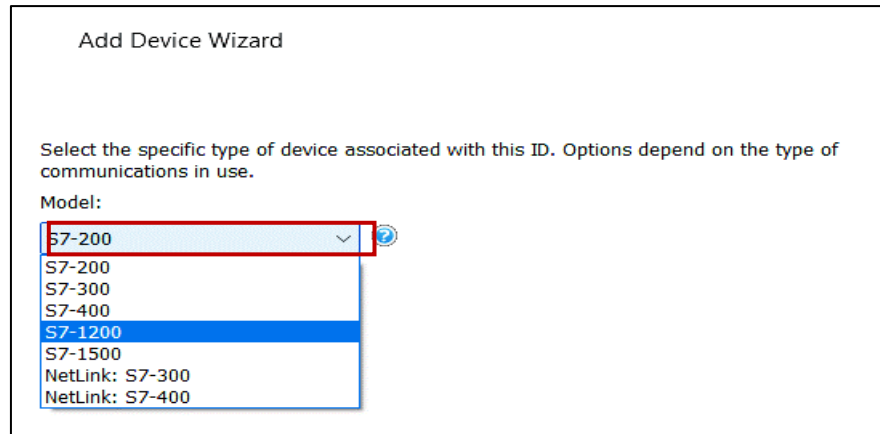 Add Device Wizard
Select the specific type of device associated with this ID. Options depend on the type of
communications in use.
Model:
S7-200
S7-200
S7-300
S7-400
S7-1200
S7-1500
NetLink: S7-300
NetLink: S7-400